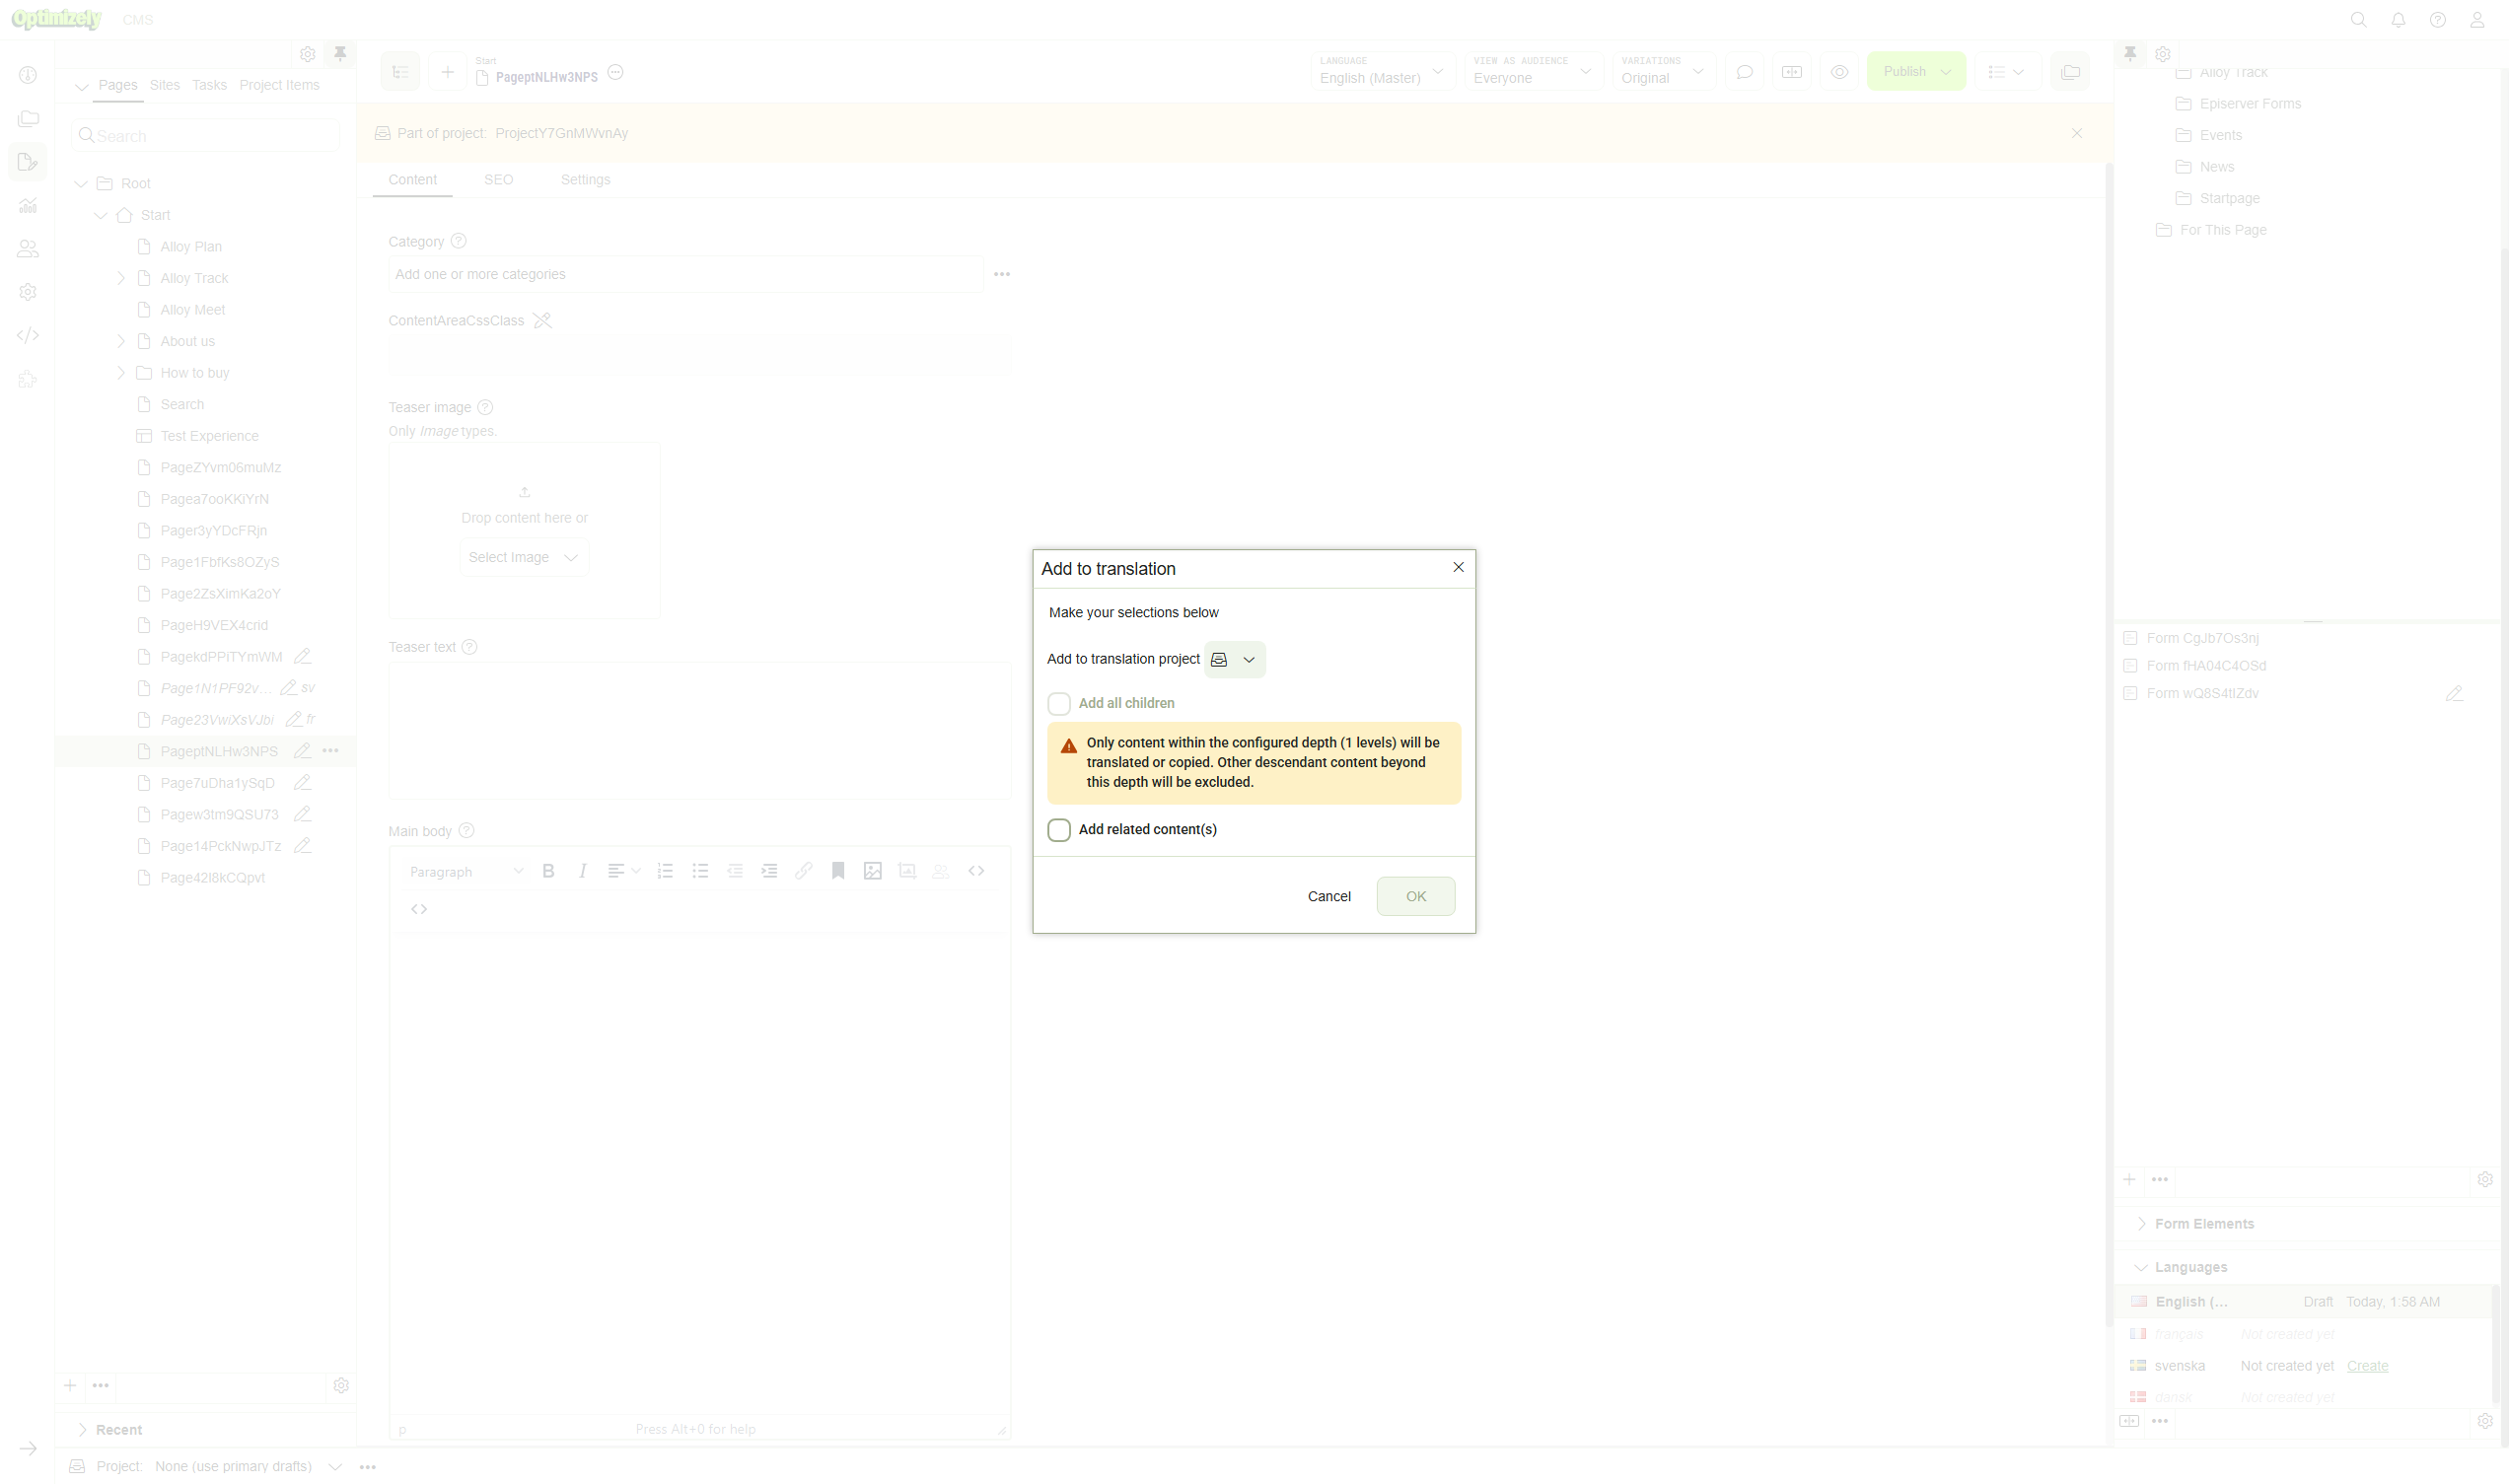 Optimizely CMS
Pages Sites Tasks Project Items
Search
Root
Start
Alloy Plan
Alloy Track
Alloy Meet
About us
How to buy
Search
Test Experience
PageZYvm06muMz
Pagea7ooKKiYrN
Pager3yYDcFRjn
Page1FbfKs8OZyS
Page2ZsXimKa2oY
PageH9VEX4crid
PagekdPPiTYmWM
Page1N1PF92v... sv
Page23VwiXsVJbi fr
PageptNLHw3NPS
Page7uDha1ySqD
Pagew3tm9QSU73
Page14PckNwpJTz
Page42I8kCQpvt
Recent
Project: None (use primary drafts)
Start
PageptNLHw3NPS
LANGUAGE
English (Master)
VIEW AS AUDIENCE
Everyone
VARIATIONS
Original
Publish
Part of project: ProjectY7GnMWvnAy
Content SEO Settings
Category
Add one or more categories
ContentAreaCssClass
Teaser image
Only Image types.
Drop content here or
Select Image
Teaser text
Main body
Paragraph
p Press Alt+0 for help
Add to translation
Make your selections below
Add to translation project
Add all children
Only content within the configured depth (1 levels) will be
translated or copied. Other descendant content beyond
this depth will be excluded.
Add related content(s)
Cancel OK
Alloy Track
Episerver Forms
Events
News
Startpage
For This Page
Form CgJb7Os3nj
Form fHA04C4OSd
Form wQ8S4tIZdv
Form Elements
Languages
English (... Draft Today, 1:58 AM
français Not created yet
svenska Not created yet Create
dansk Not created yet